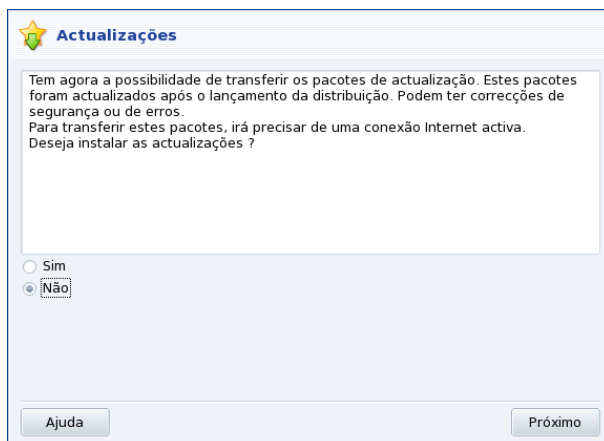 Actualizações
Tem agora a possibilidade de transferir os pacotes de actualização. Estes pacotes
foram actualizados após o lançamento da distribuição. Podem ter correcções de
segurança ou de erros.
Para transferir estes pacotes, irá precisar de uma conexão Internet activa.
Deseja instalar as actualizações ?
Sim
Não
Ajuda
Próximo